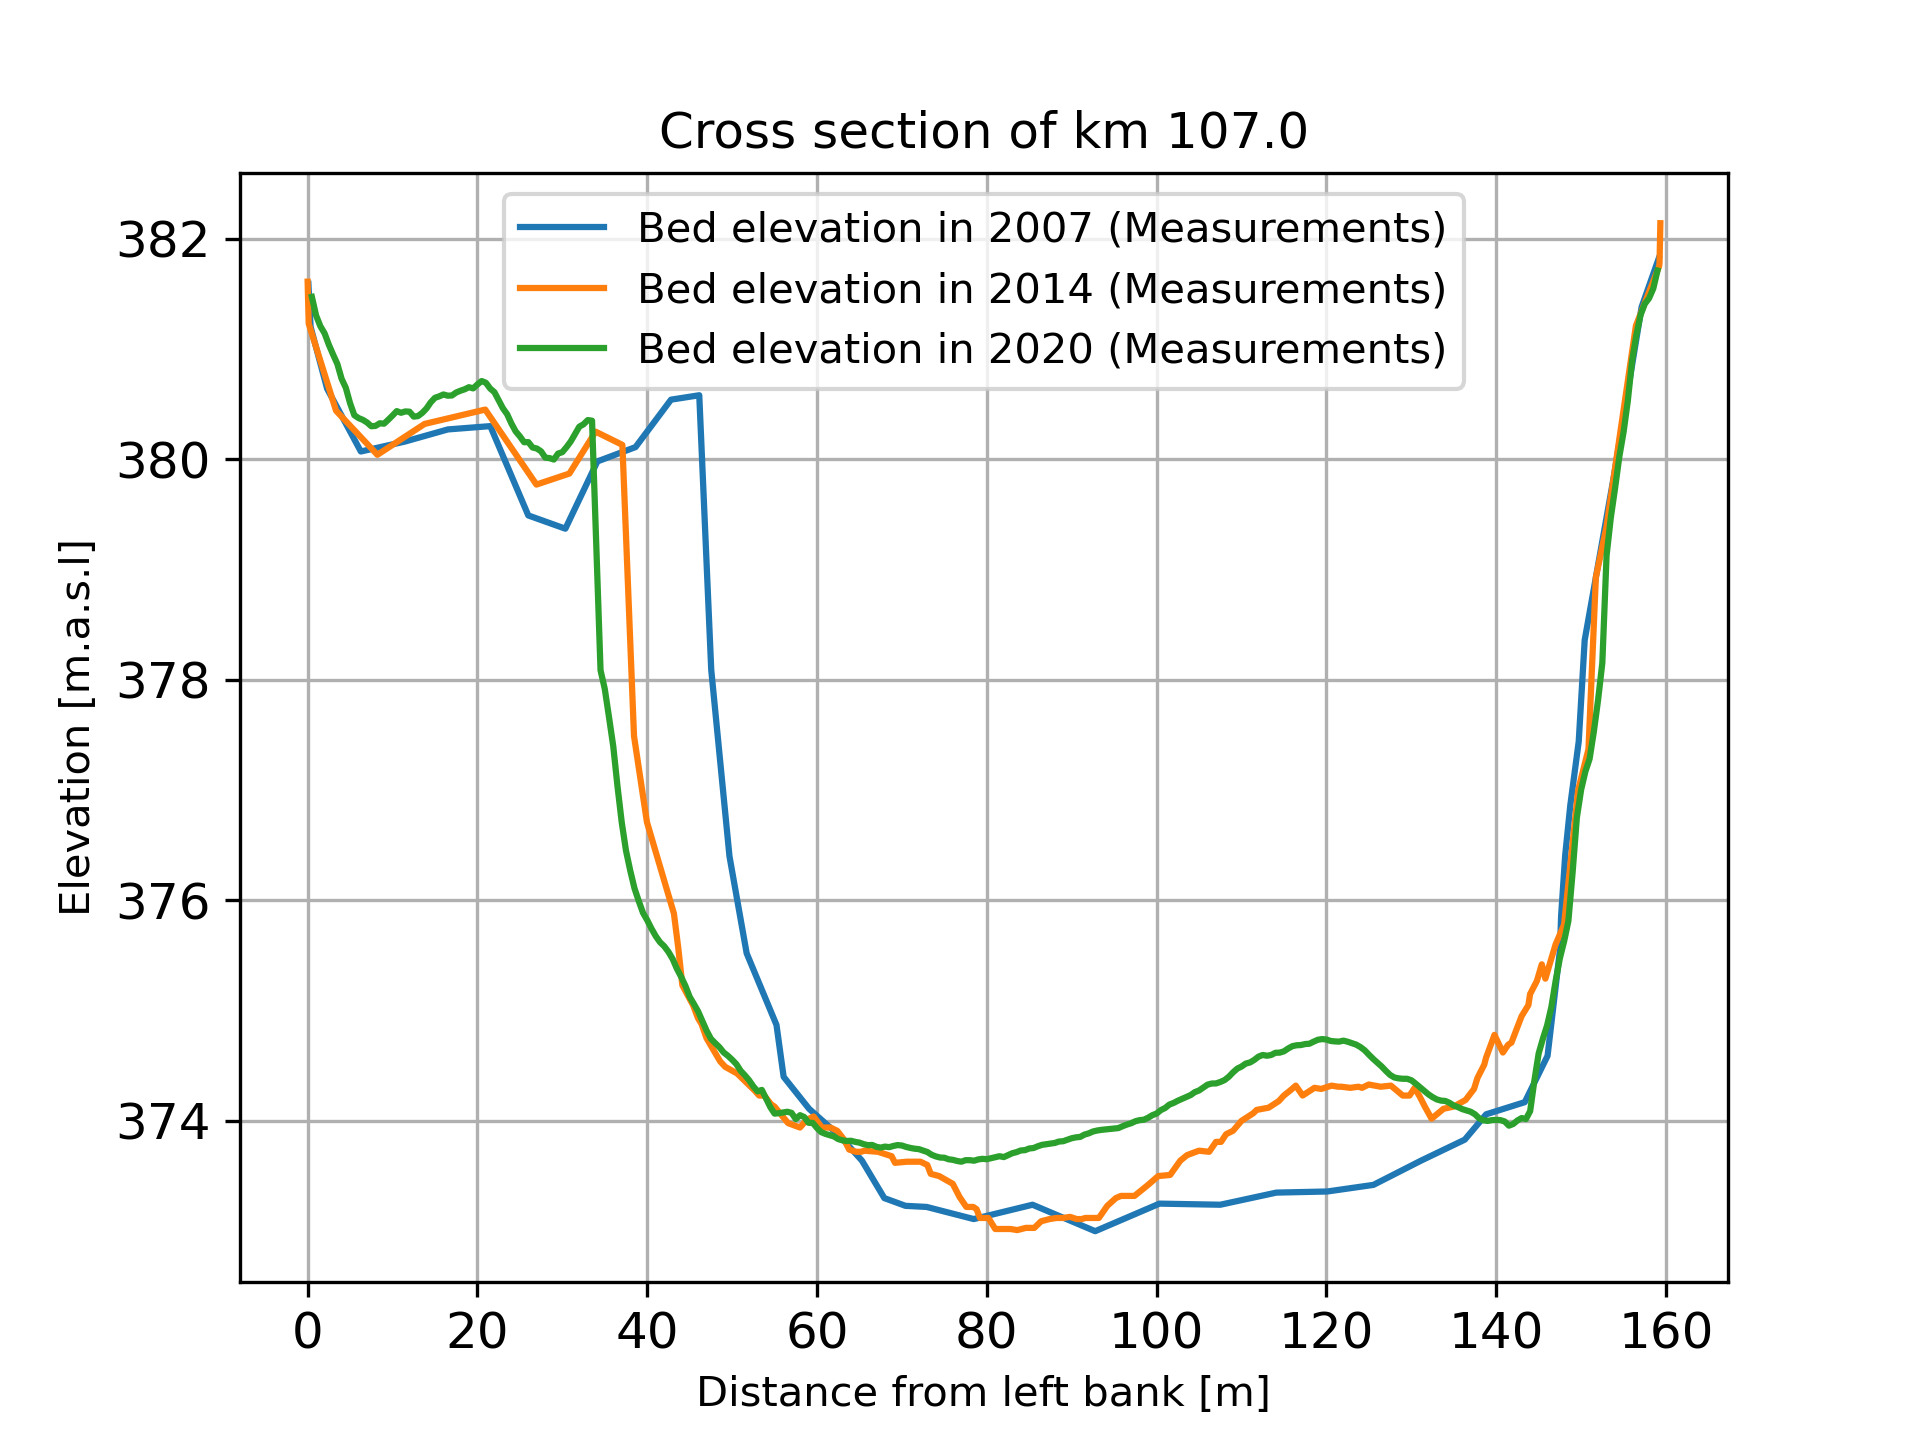 Cross section of km 107.0
Bed elevation in 2007 (Measurements)
Bed elevation in 2014 (Measurements)
Bed elevation in 2020 (Measurements)
Elevation [m.a.s.l]
382
380
378
376
374
0 20 40 60 80 100 120 140 160
Distance from left bank [m]